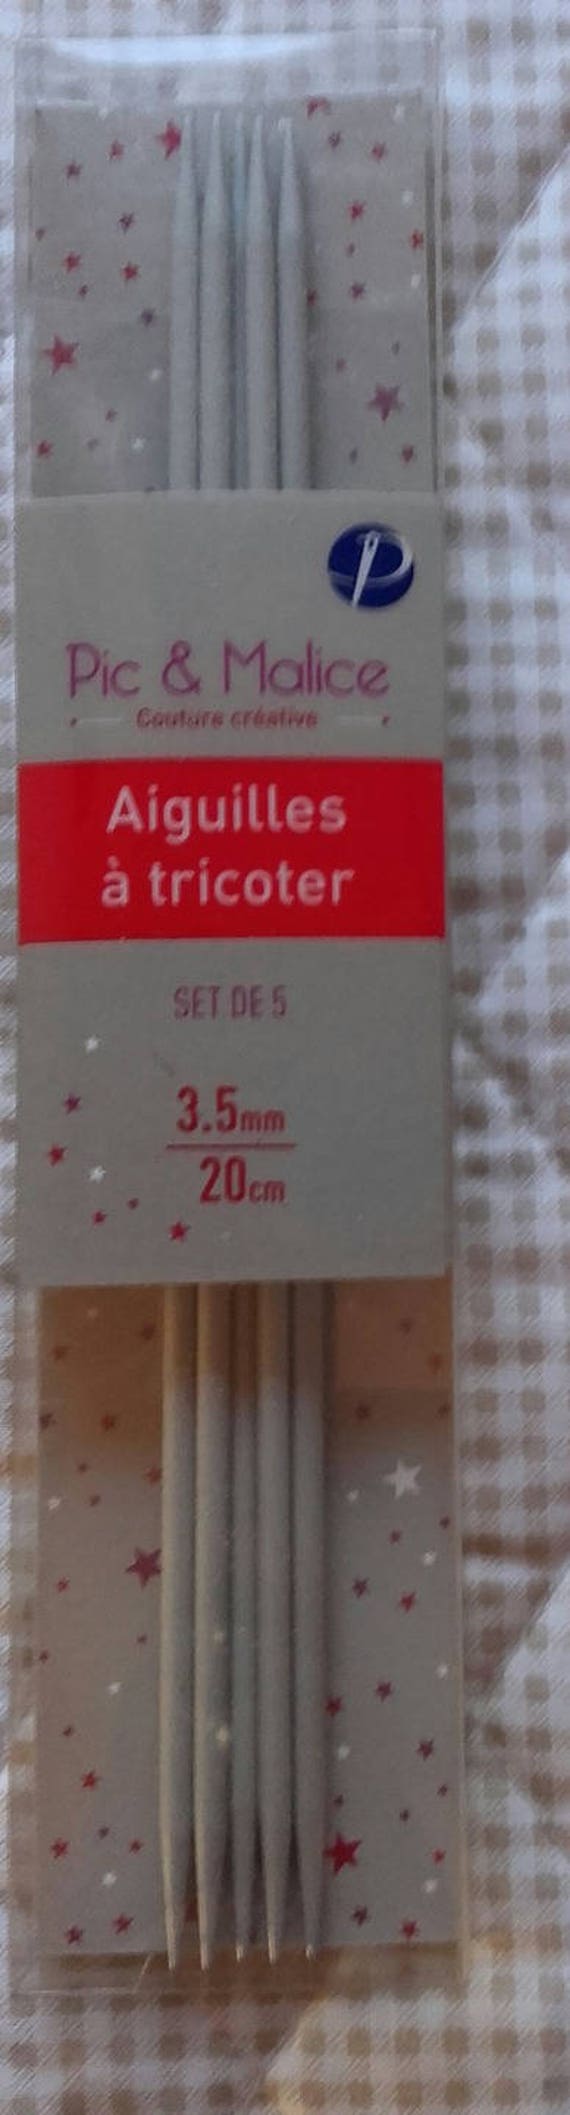 Pic & Malice
Couture créative
Aiguilles
à tricoter
SET DE 5
3.5mm
20cm